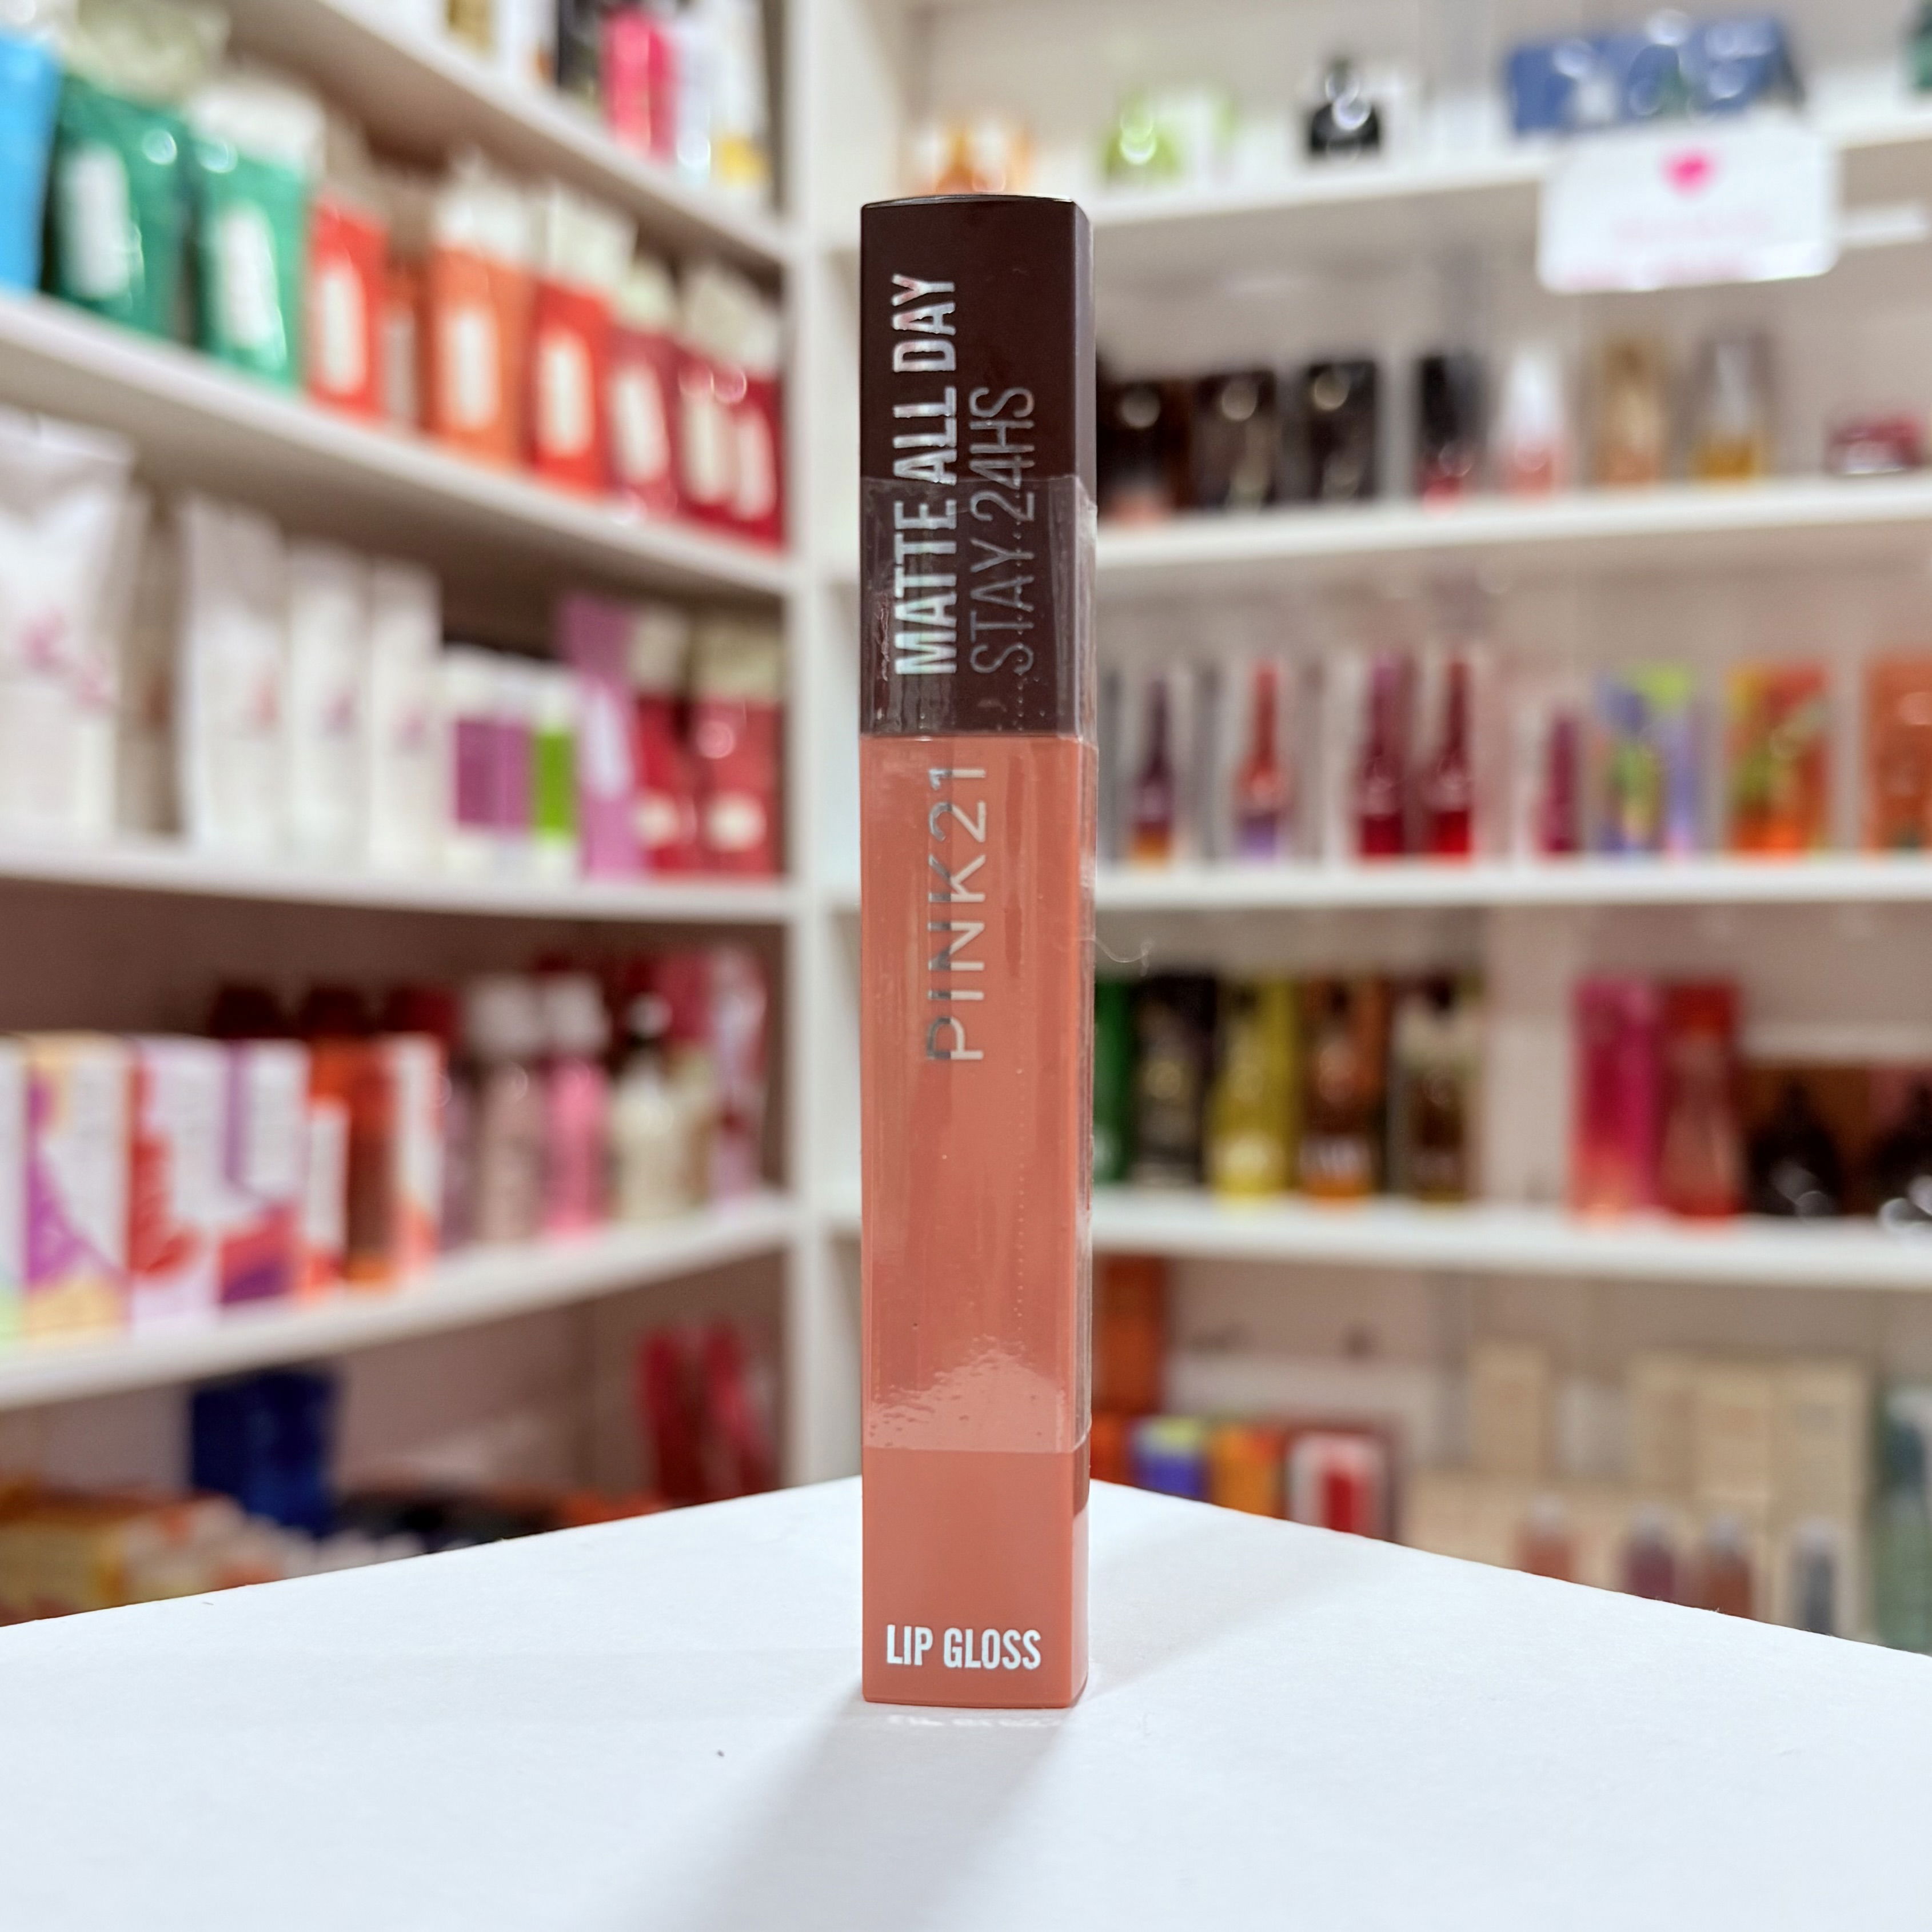 MATTE ALL DAY
STAY 24HS
PINK21
LIP GLOSS